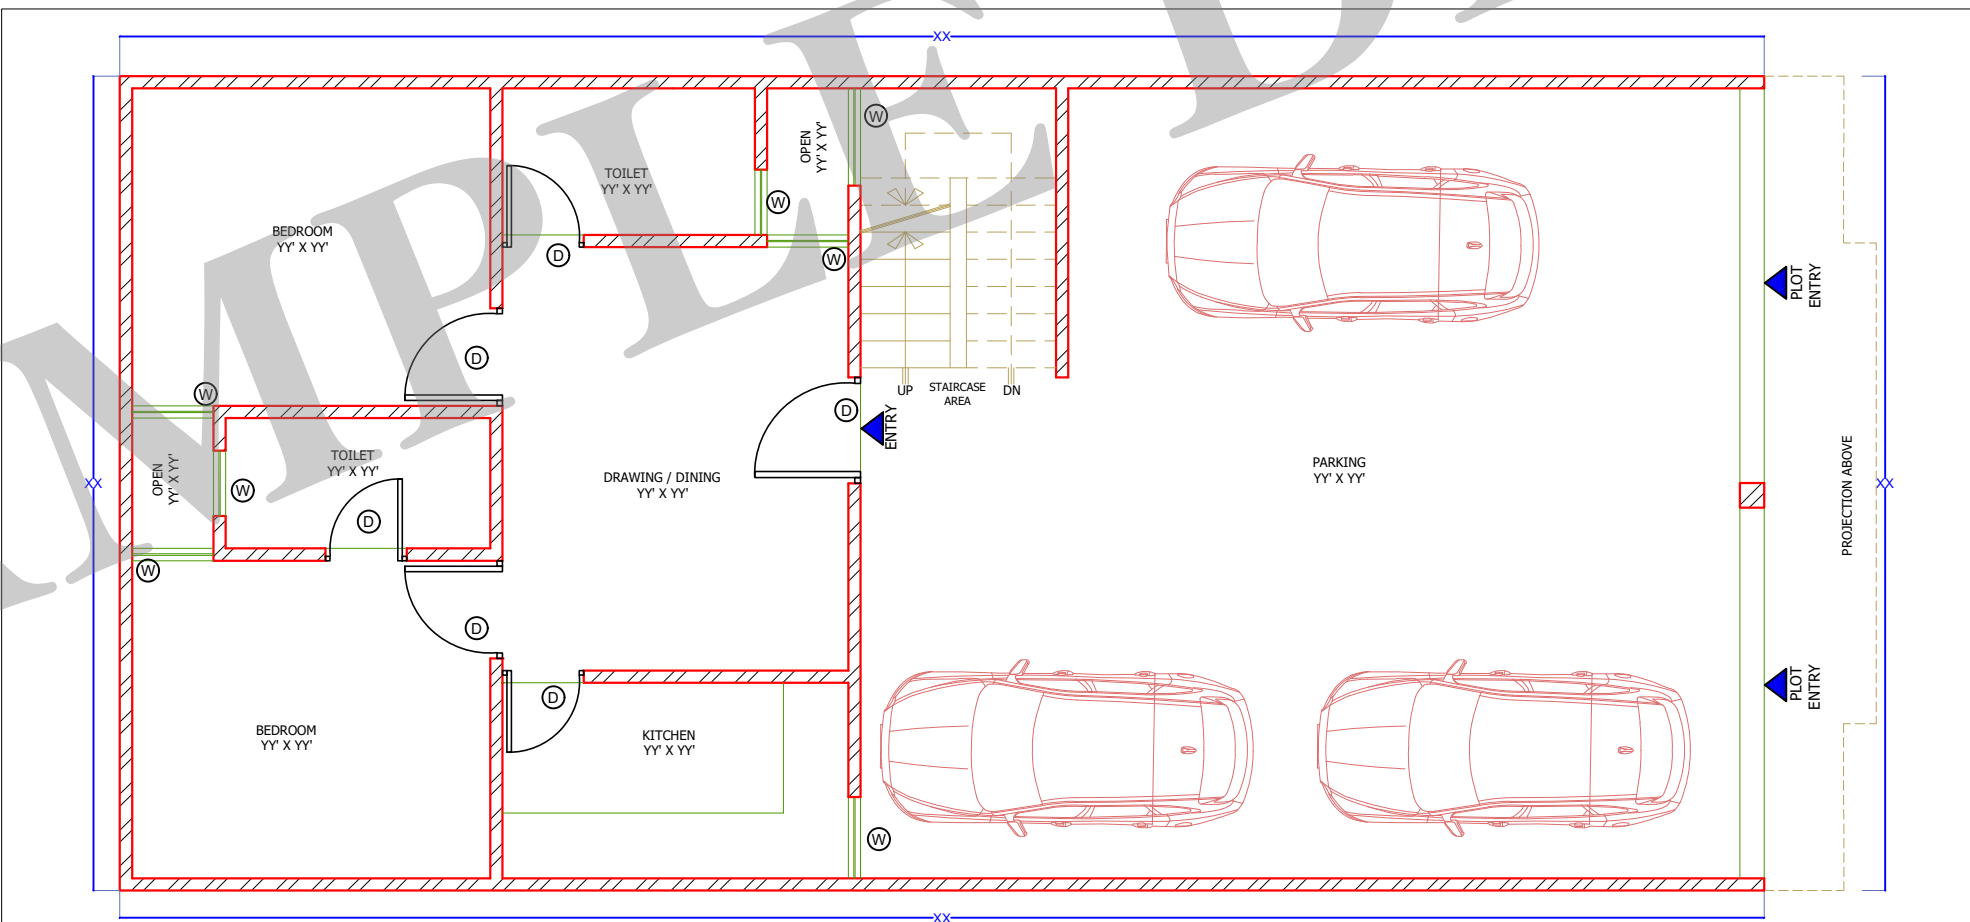 XX
W
OPEN
YY' X YY'
TOILET
YY' X YY'
W
BEDROOM
YY' X YY'
D
W
PLOT
ENTRY
D
W
UP
STAIRCASE
AREA
DN
D
ENTRY
TOILET
YY' X YY'
OPEN
YY' X YY'
W
D
DRAWING / DINING
YY' X YY'
PARKING
YY' X YY'
XX
XX
PROJECTION ABOVE
W
D
D
PLOT
ENTRY
BEDROOM
YY' X YY'
KITCHEN
YY' X YY'
W
XX
MPLE D